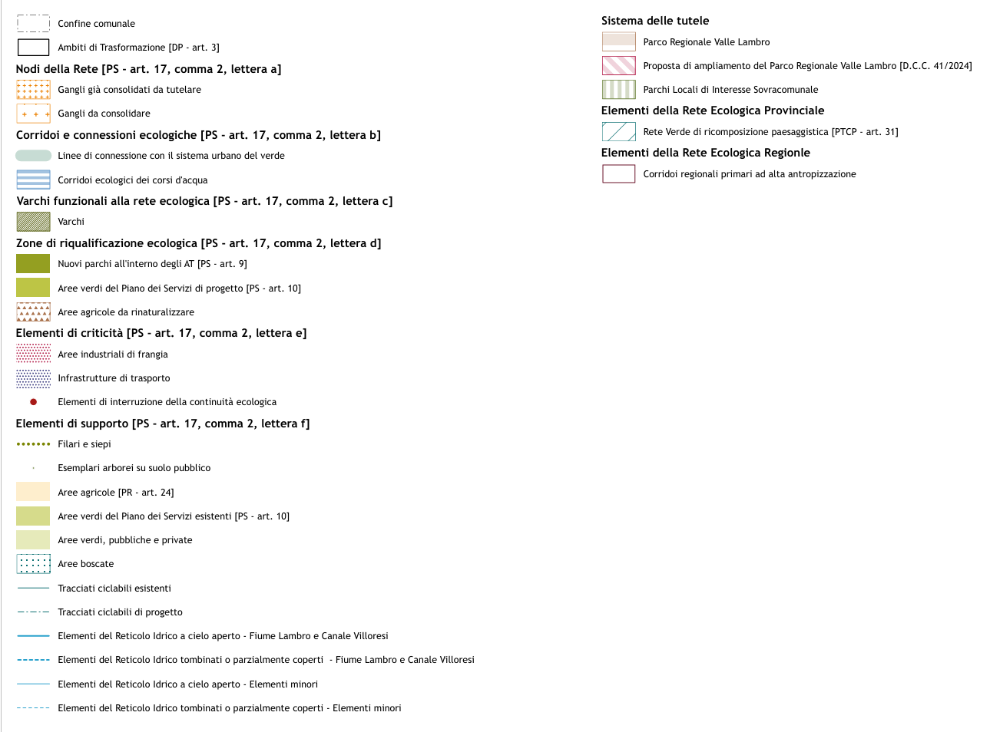 Confine comunale
Ambiti di Trasformazione [DP - art. 3]
Nodi della Rete [PS - art. 17, comma 2, lettera a]
Gangli già consolidati da tutelare
Gangli da consolidare
Corridoi e connessioni ecologiche [PS - art. 17, comma 2, lettera b]
Linee di connessione con il sistema urbano del verde
Corridoi ecologici dei corsi d'acqua
Varchi funzionali alla rete ecologica [PS - art. 17, comma 2, lettera c]
Varchi
Zone di riqualificazione ecologica [PS - art. 17, comma 2, lettera d]
Nuovi parchi all'interno degli AT [PS - art. 9]
Aree verdi del Piano dei Servizi di progetto [PS - art. 10]
Aree agricole da rinaturalizzare
Elementi di criticità [PS - art. 17, comma 2, lettera e]
Aree industriali di frangia
Infrastrutture di trasporto
Elementi di interruzione della continuità ecologica
Elementi di supporto [PS - art. 17, comma 2, lettera f]
Filari e siepi
Esemplari arborei su suolo pubblico
Aree agricole [PR - art. 24]
Aree verdi del Piano dei Servizi esistenti [PS - art. 10]
Aree verdi, pubbliche e private
Aree boscate
Tracciati ciclabili esistenti
Tracciati ciclabili di progetto
Elementi del Reticolo Idrico a cielo aperto - Fiume Lambro e Canale Villoresi
Elementi del Reticolo Idrico tombinati o parzialmente coperti  - Fiume Lambro e Canale Villoresi
Elementi del Reticolo Idrico a cielo aperto - Elementi minori
Elementi del Reticolo Idrico tombinati o parzialmente coperti - Elementi minori
Sistema delle tutele
Parco Regionale Valle Lambro
Proposta di ampliamento del Parco Regionale Valle Lambro [D.C.C. 41/2024]
Parchi Locali di Interesse Sovracomunale
Elementi della Rete Ecologica Provinciale
Rete Verde di ricomposizione paesaggistica [PTCP - art. 31]
Elementi della Rete Ecologica Regionle
Corridoi regionali primari ad alta antropizzazione